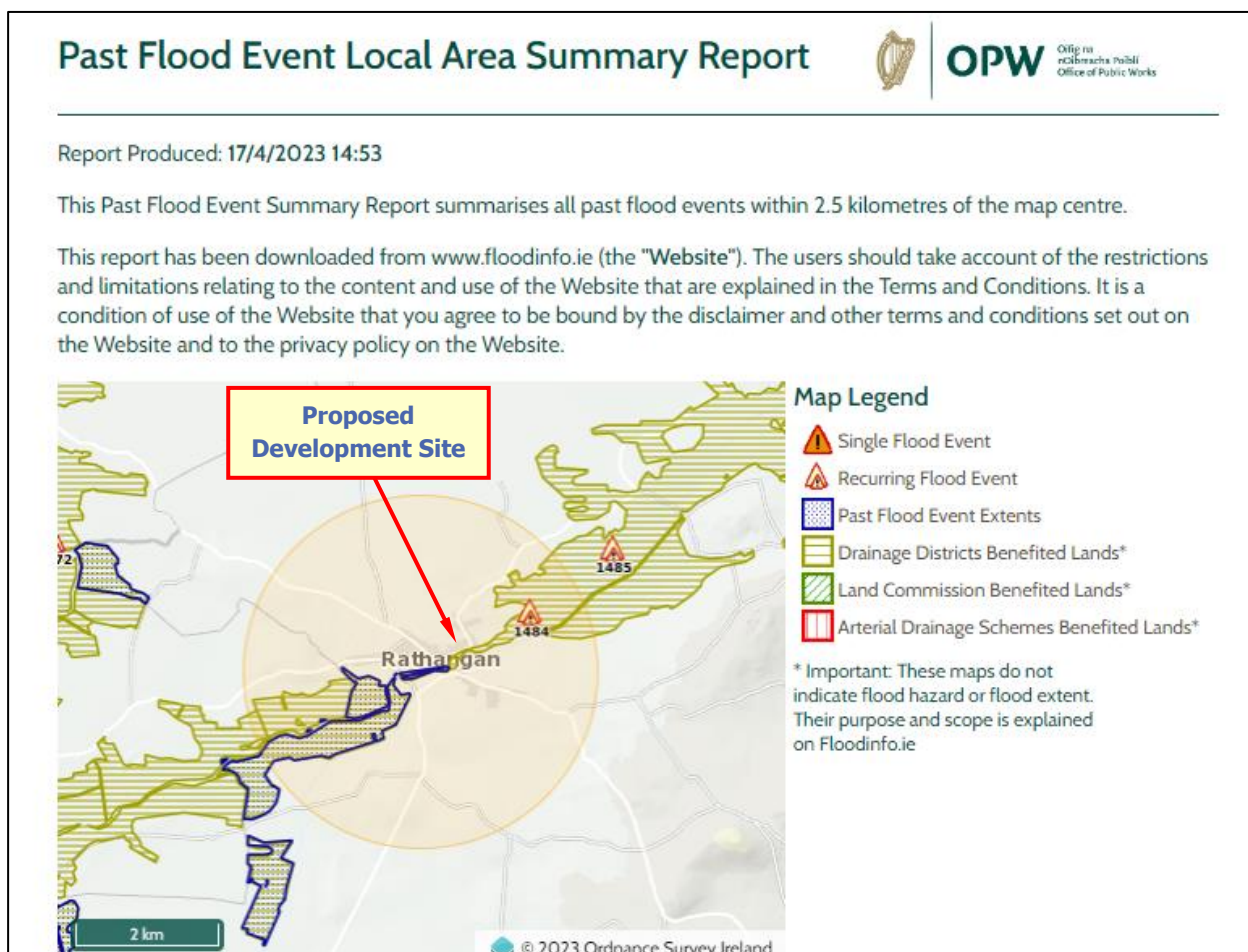 Past Flood Event Local Area Summary Report
OPW
Oifig na
nOibreacha Poiblí
Office of Public Works
Report Produced: 17/4/2023 14:53
This Past Flood Event Summary Report summarises all past flood events within 2.5 kilometres of the map centre.
This report has been downloaded from www.floodinfo.ie (the "Website"). The users should take account of the restrictions
and limitations relating to the content and use of the Website that are explained in the Terms and Conditions. It is a
condition of use of the Website that you agree to be bound by the disclaimer and other terms and conditions set out on
the Website and to the privacy policy on the Website.
Proposed
Development Site
72
1485
1484
Rathangan
2 km
© 2023 Ordnance Survey Ireland
Map Legend
Single Flood Event
Recurring Flood Event
Past Flood Event Extents
Drainage Districts Benefited Lands*
Land Commission Benefited Lands*
Arterial Drainage Schemes Benefited Lands*
* Important: These maps do not
indicate flood hazard or flood extent.
Their purpose and scope is explained
on Floodinfo.ie